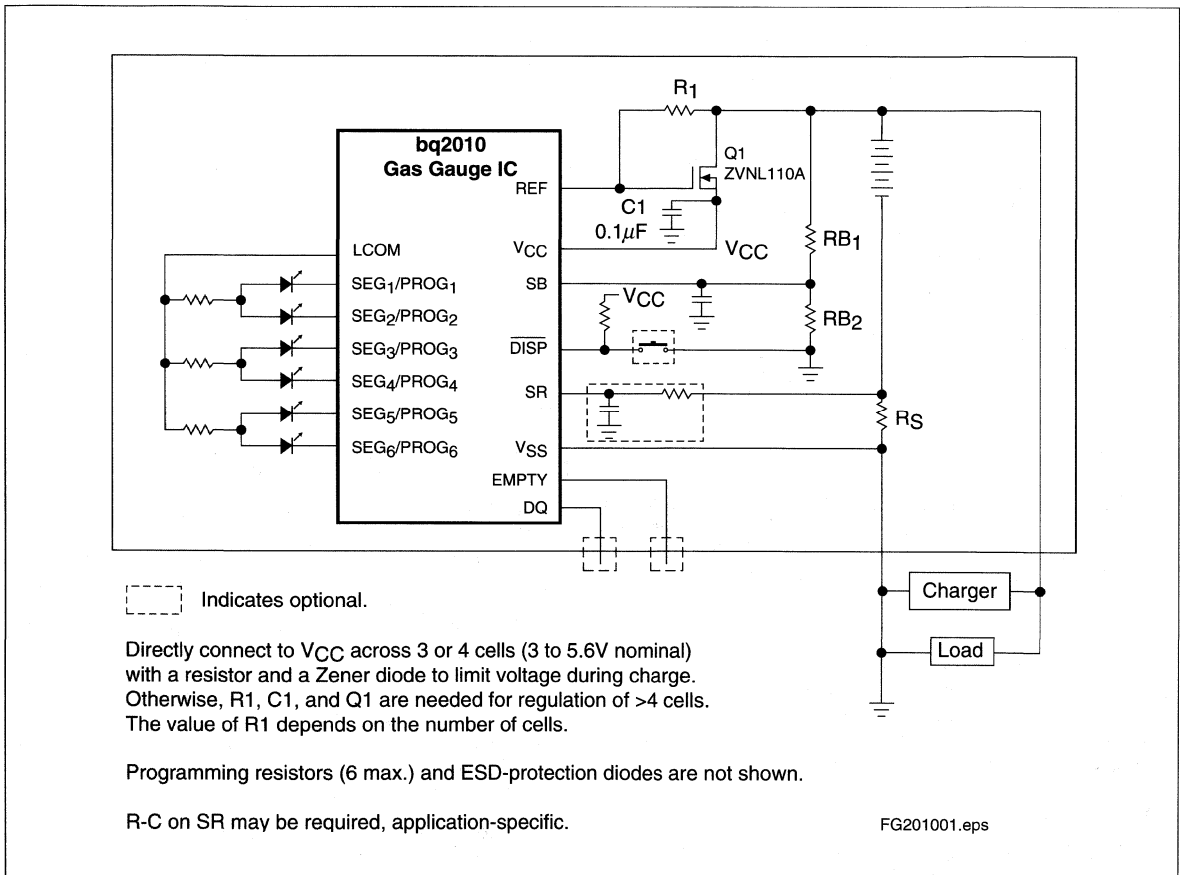 R1
bq2010
Gas Gauge IC
Q1
ZVNL110A
REF
C1
0.1μF
LCOM
VCC
VCC
RB1
SEG1/PROG1
SB
SEG2/PROG2
VCC
RB2
SEG3/PROG3
DISP
SEG4/PROG4
SR
SEG5/PROG5
RS
SEG6/PROG6
VSS
EMPTY
DQ
Charger
Indicates optional.
Load
Directly connect to VCC across 3 or 4 cells (3 to 5.6V nominal)
with a resistor and a Zener diode to limit voltage during charge.
Otherwise, R1, C1, and Q1 are needed for regulation of >4 cells.
The value of R1 depends on the number of cells.
Programming resistors (6 max.) and ESD-protection diodes are not shown.
R-C on SR may be required, application-specific.
FG201001.eps